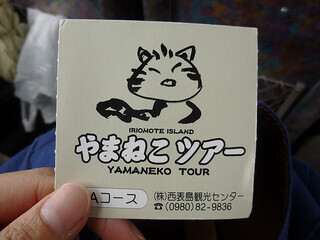 IRIOMOTE ISLAND
やまねこツアー
YAMANEKO TOUR
Aコース
(株)西表島観光センター
☎(0980)82-9836